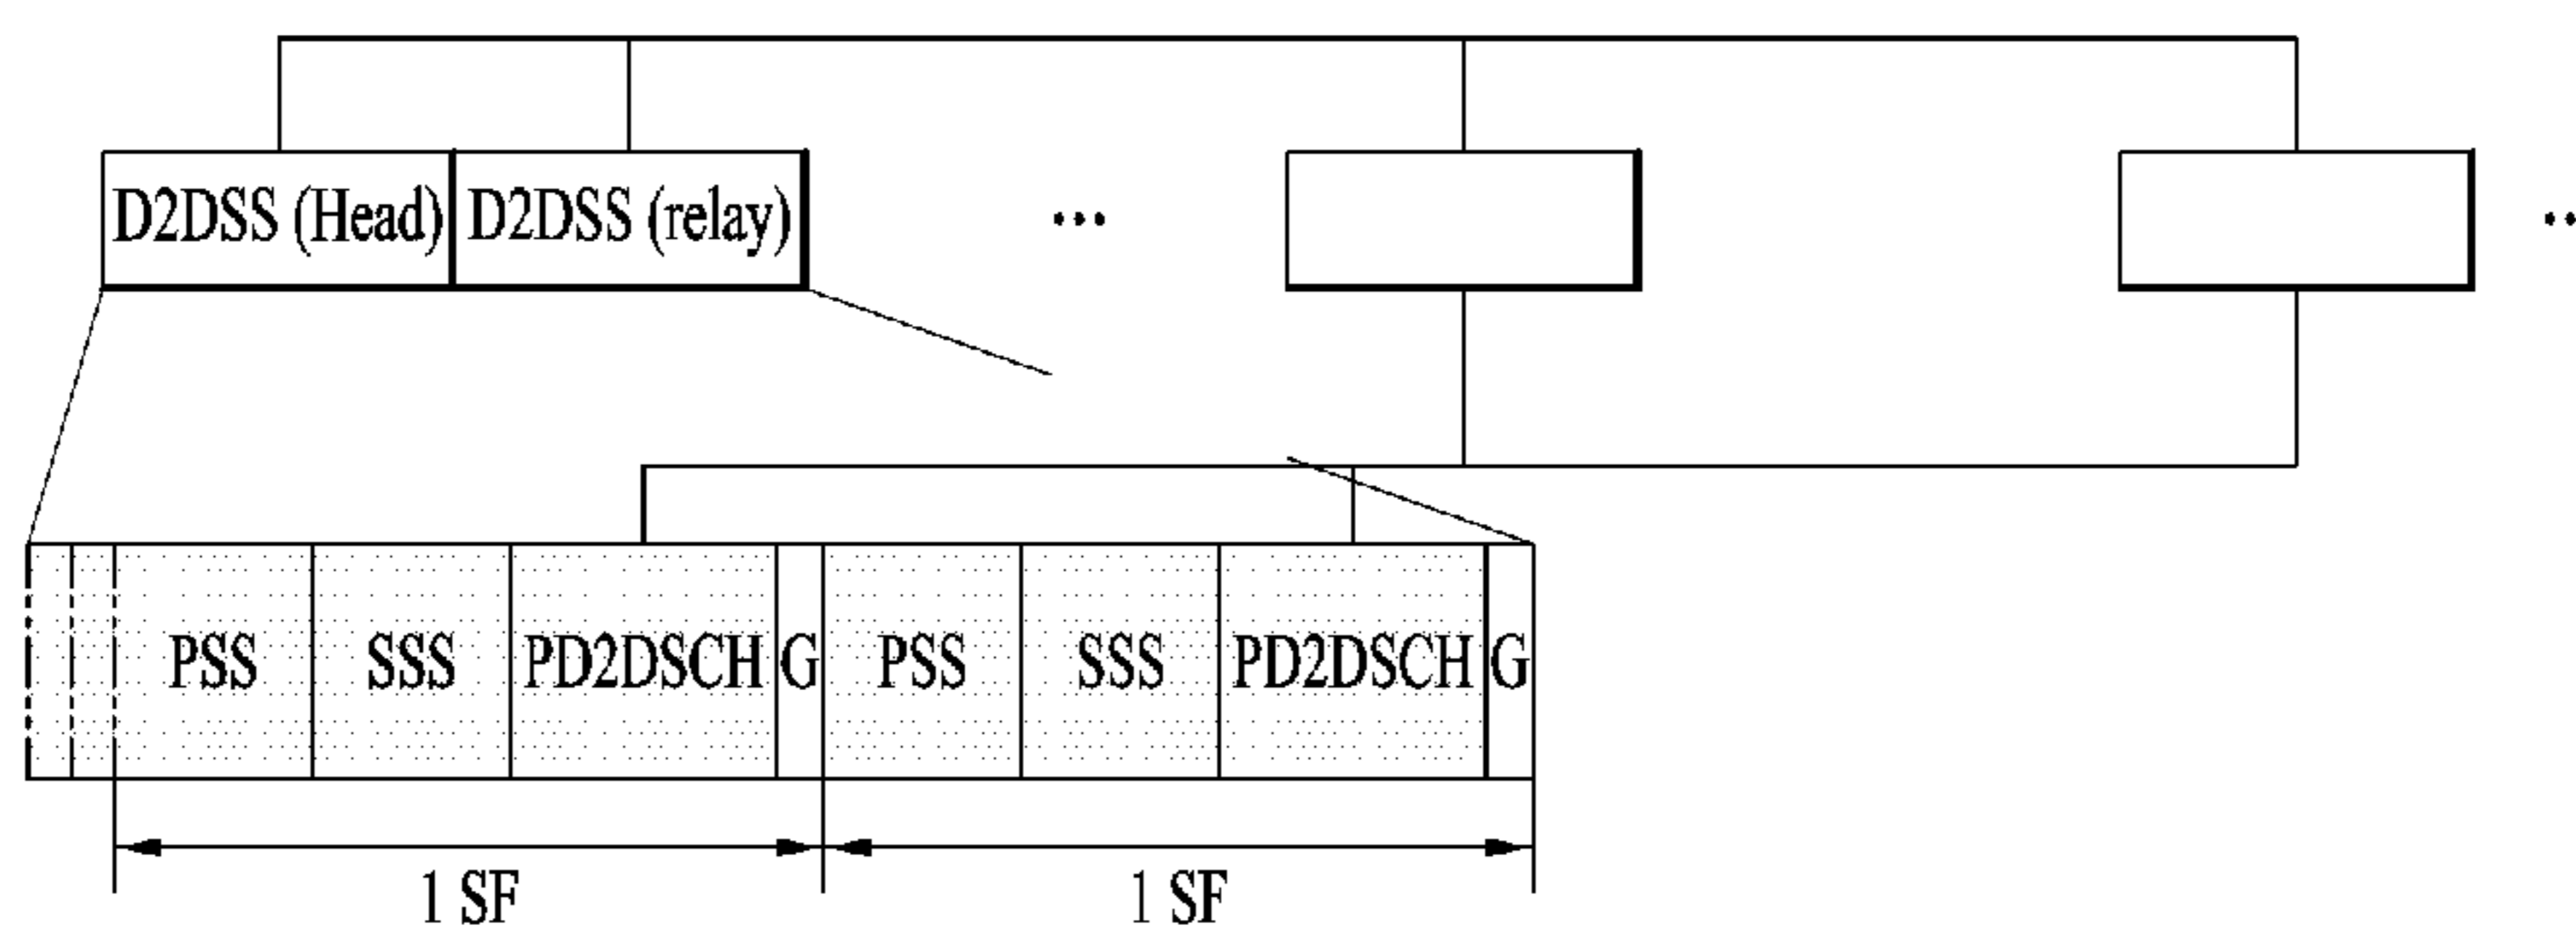 D2DSS (Head) D2DSS (relay) ... ..
PSS SSS PD2DSCH G PSS SSS PD2DSCH G
1 SF 1 SF